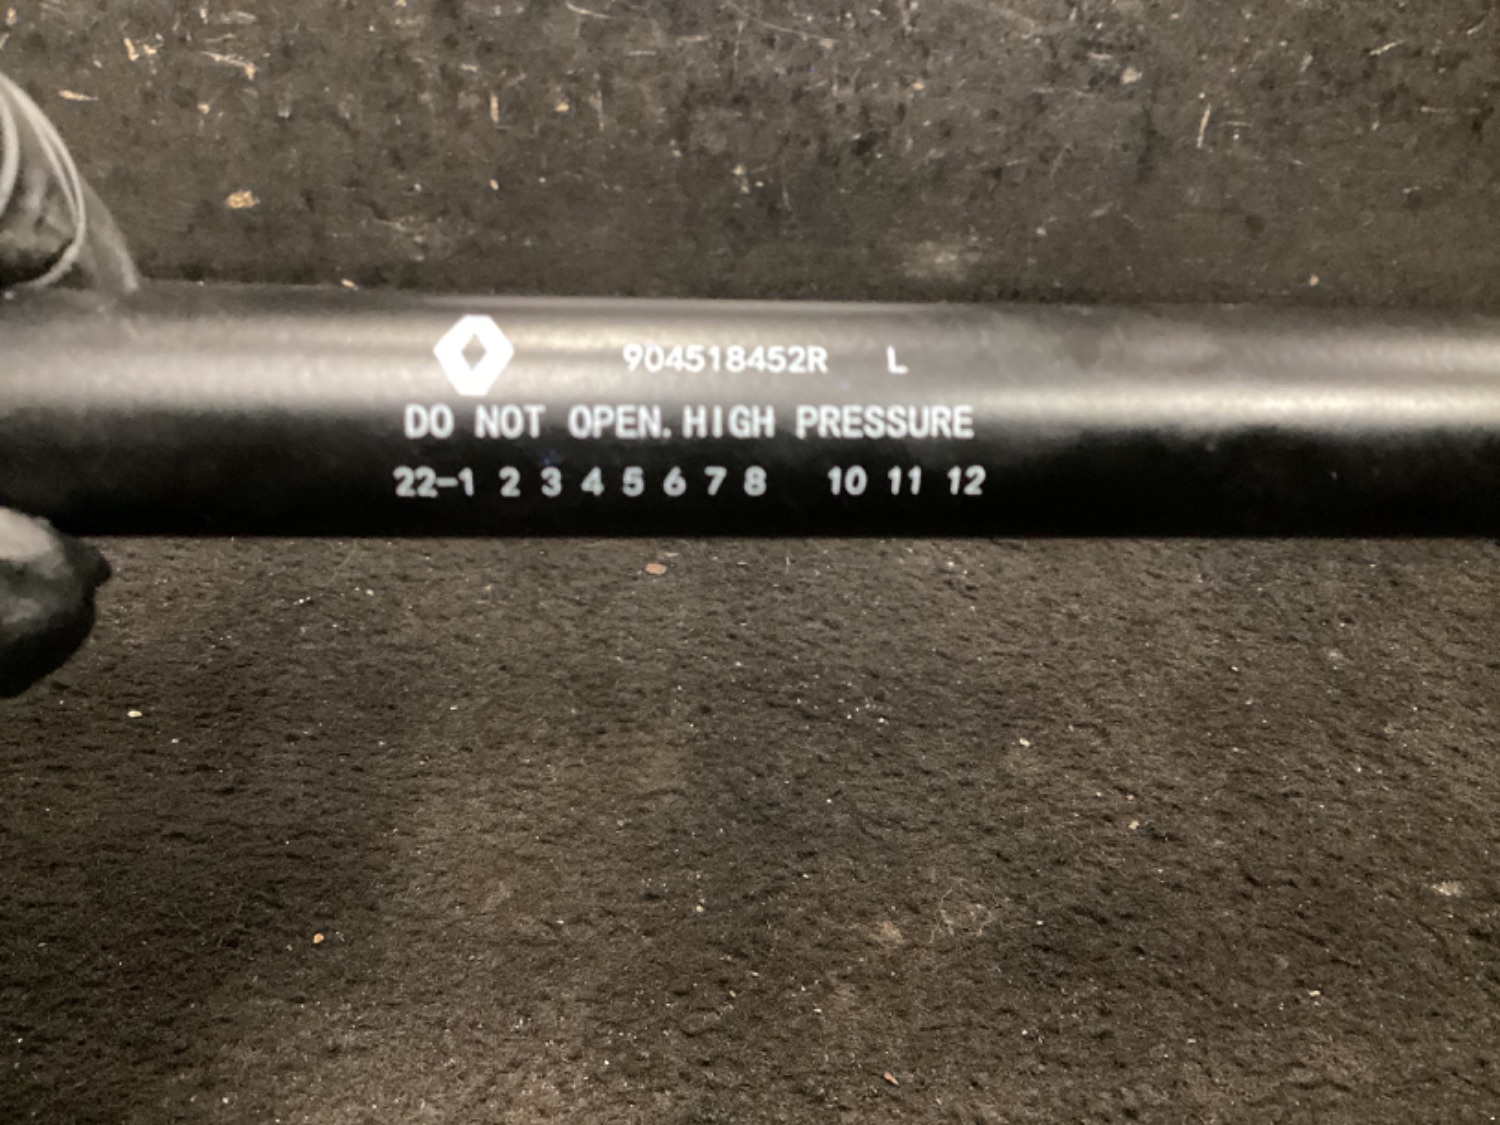 904518452R L
DO NOT OPEN. HIGH PRESSURE
22-1 2 3 4 5 6 7 8 10 11 12